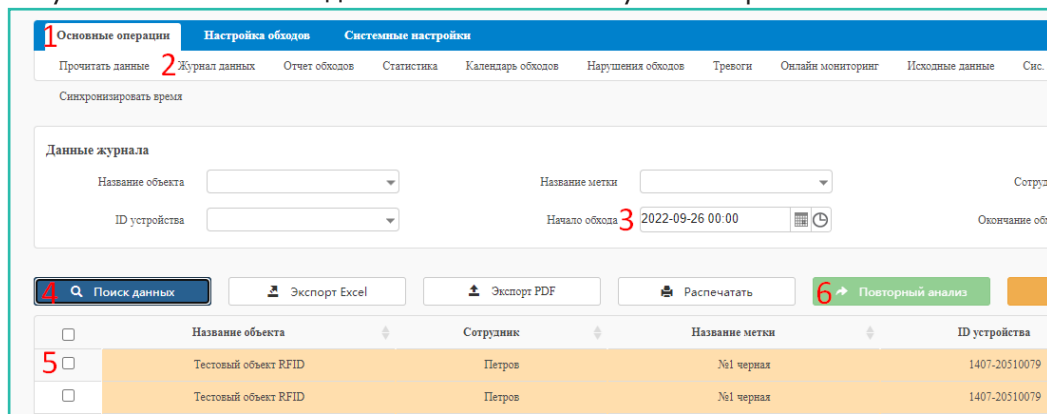 1 Основные операции Настройка обходов Системные настройки
Прочитать данные 2 Журнал данных Отчет обходов Статистика Календарь обходов Нарушения обходов Тревоги Онлайн мониторинг Исходные данные Сис.
Синхронизировать время
Данные журнала
Название объекта Название метки Сотруд
ID устройства Начало обхода 3 2022-09-26 00:00 Окончание об
4 Поиск данных Экспорт Excel Экспорт PDF Распечатать 6 Повторный анализ
Название объекта Сотрудник Название метки ID устройства
5 Тестовый объект RFID Петров №1 черная 1407-20510079
Тестовый объект RFID Петров №1 черная 1407-20510079